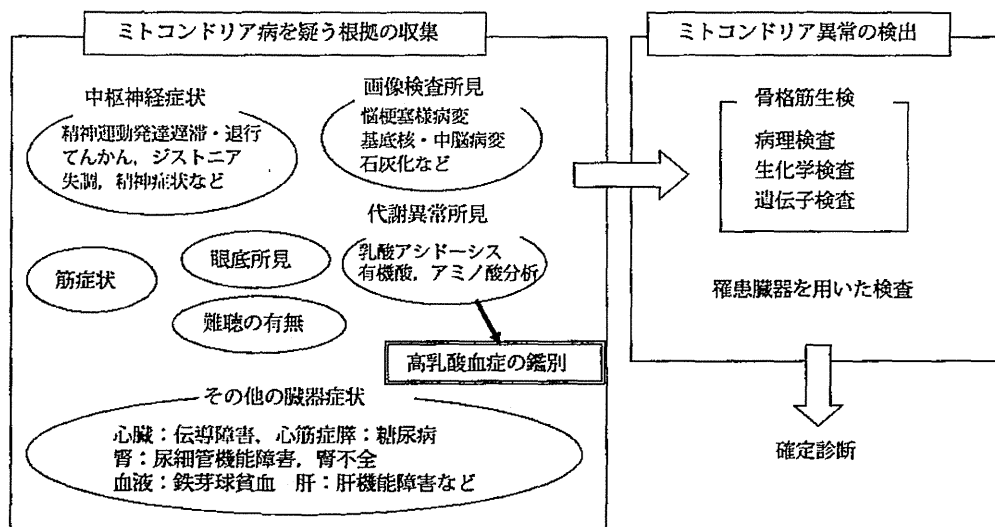 ミトコンドリア病を疑う根拠の収集
中枢神経症状
精神運動発達遅滞・退行
てんかん，ジストニア
失調，精神症状など
画像検査所見
脳梗塞様病変
基底核・中脳病変
石灰化など
代謝異常所見
乳酸アシドーシス
有機酸，アミノ酸分析
筋症状
眼底所見
難聴の有無
高乳酸血症の鑑別
その他の臓器症状
心臓：伝導障害，心筋症膵：糖尿病
腎：尿細管機能障害，腎不全
血液：鉄芽球貧血　肝：肝機能障害など
ミトコンドリア異常の検出
骨格筋生検
病理検査
生化学検査
遺伝子検査
罹患臓器を用いた検査
確定診断